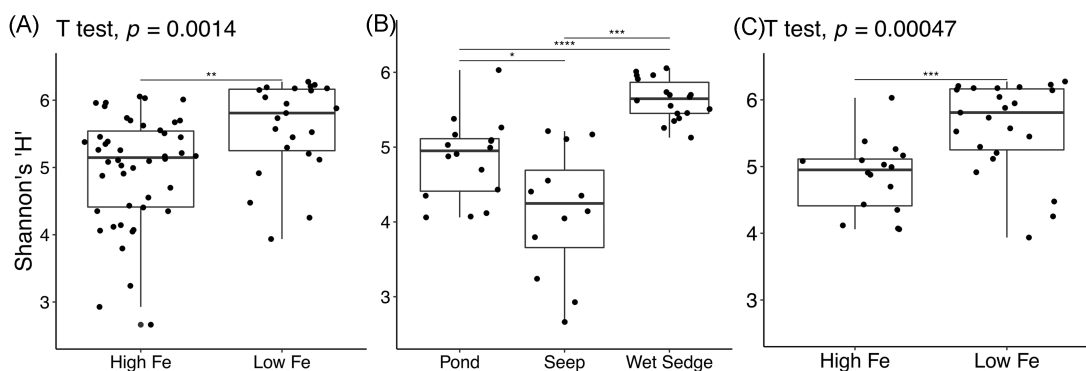 (A) T test, p = 0.0014
Shannon's 'H'
6
5
4
3
**
High Fe
Low Fe
(B)
6
5
4
3
***
****
*
Pond
Seep
Wet Sedge
(C) T test, p = 0.00047
6
5
4
3
***
High Fe
Low Fe